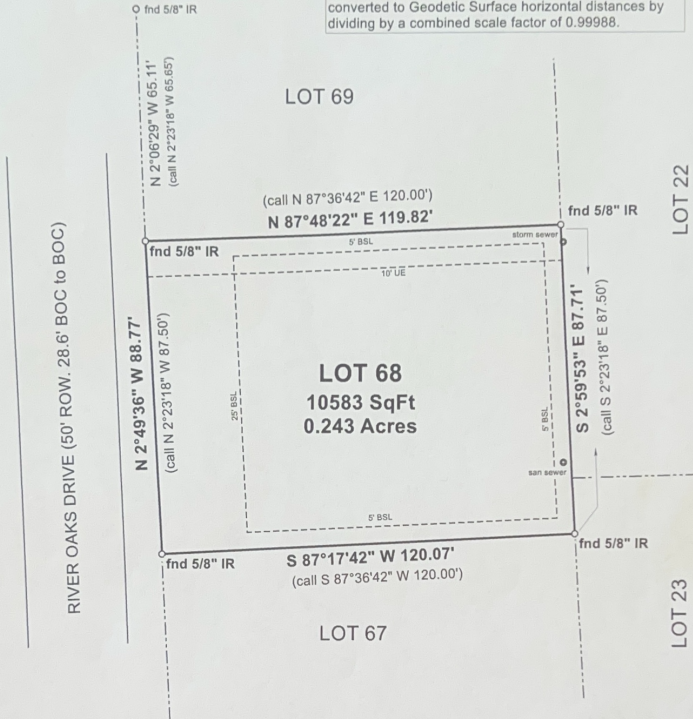 converted to Geodetic Surface horizontal distances by
dividing by a combined scale factor of 0.99988.
fnd 5/8" IR
N 2°06'29" W 65.11'
(call N 2°23'18" W 65.65')
LOT 69
(call N 87°36'42" E 120.00')
N 87°48'22" E 119.82'
fnd 5/8" IR
LOT 22
storm sewer
fnd 5/8" IR
5' BSL
10' UE
RIVER OAKS DRIVE (50' ROW. 28.6' BOC to BOC)
N 2°49'36" W 88.77'
(call N 2°23'18" W 87.50')
25' BSL
LOT 68
10583 SqFt
0.243 Acres
5' BSL
S 2°59'53" E 87.71'
(call S 2°23'18" E 87.50')
san sewer
5' BSL
fnd 5/8" IR
S 87°17'42" W 120.07'
(call S 87°36'42" W 120.00')
fnd 5/8" IR
LOT 67
LOT 23